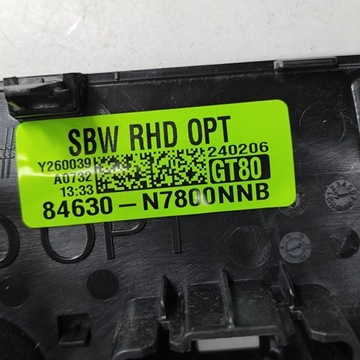 SBW RHD OPT
Y260039 240206
A0732 GT80
13:33
84630-N7800NNB